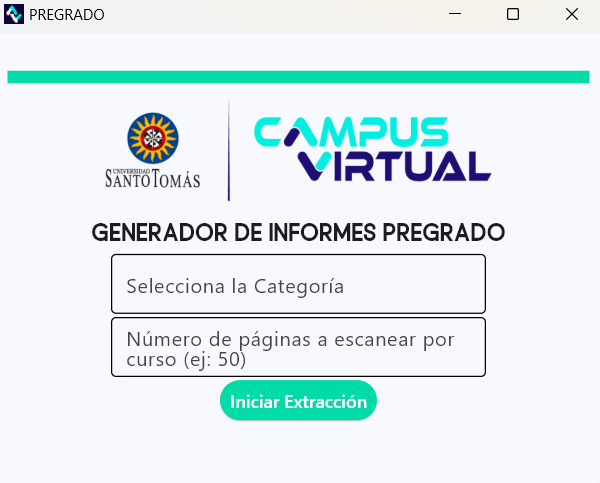 PREGRADO
UNIVERSIDAD
SANTO TOMÁS
CAMPUS
VIRTUAL
GENERADOR DE INFORMES PREGRADO
Selecciona la Categoría
Número de páginas a escanear por
curso (ej: 50)
Iniciar Extracción